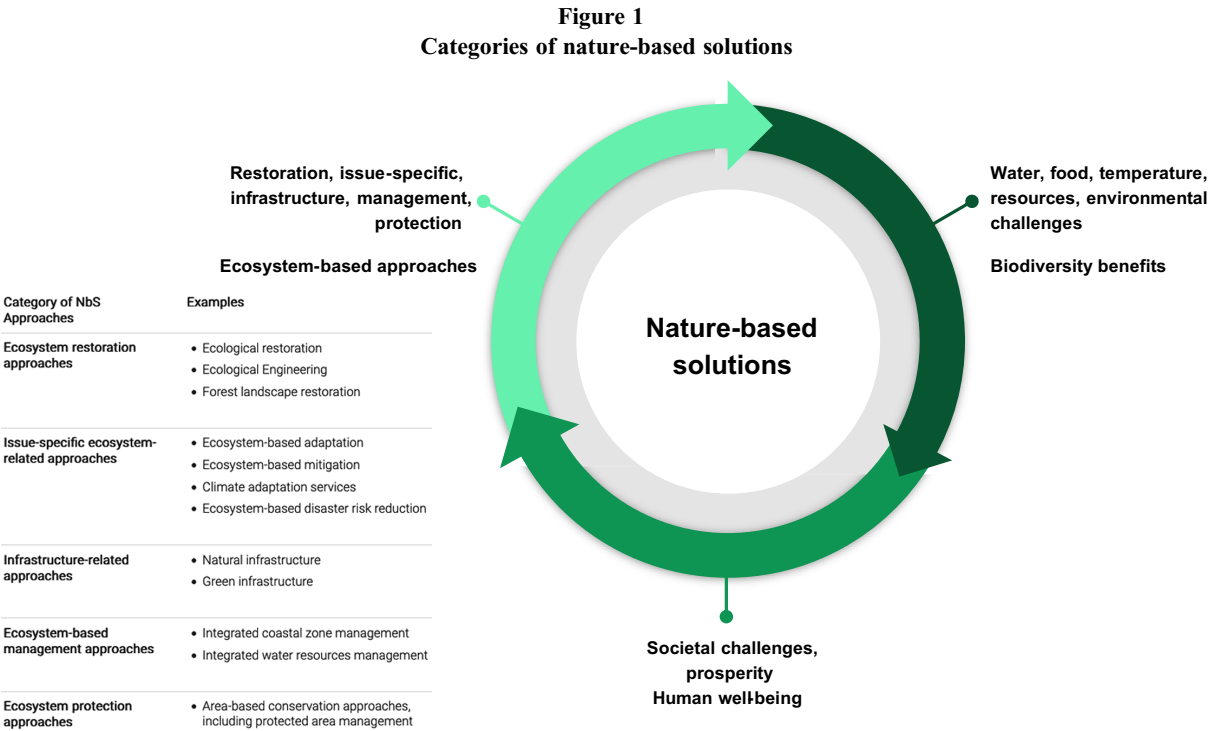 Figure 1
Categories of nature-based solutions
Restoration, issue-specific,
infrastructure, management,
protection
Ecosystem-based approaches
Water, food, temperature,
resources, environmental
challenges
Biodiversity benefits
Nature-based
solutions
Societal challenges,
prosperity
Human well-being
Category of NbS
Approaches
Examples
Ecosystem restoration
approaches
• Ecological restoration
• Ecological Engineering
• Forest landscape restoration
Issue-specific ecosystem-
related approaches
• Ecosystem-based adaptation
• Ecosystem-based mitigation
• Climate adaptation services
• Ecosystem-based disaster risk reduction
Infrastructure-related
approaches
• Natural infrastructure
• Green infrastructure
Ecosystem-based
management approaches
• Integrated coastal zone management
• Integrated water resources management
Ecosystem protection
approaches
• Area-based conservation approaches,
including protected area management